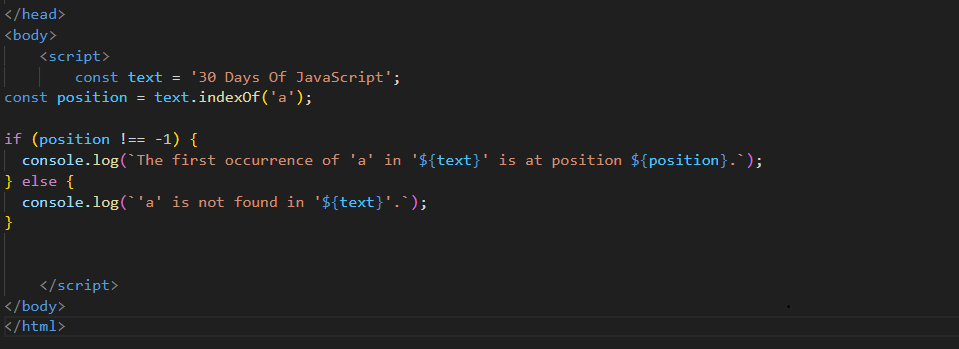 </head>
<body>
    <script>
        const text = '30 Days Of JavaScript';
const position = text.indexOf('a');

if (position !== -1) {
  console.log(`The first occurrence of 'a' in '${text}' is at position ${position}.`);
} else {
  console.log(`'a' is not found in '${text}'.`);
}


    </script>
</body>
</html>